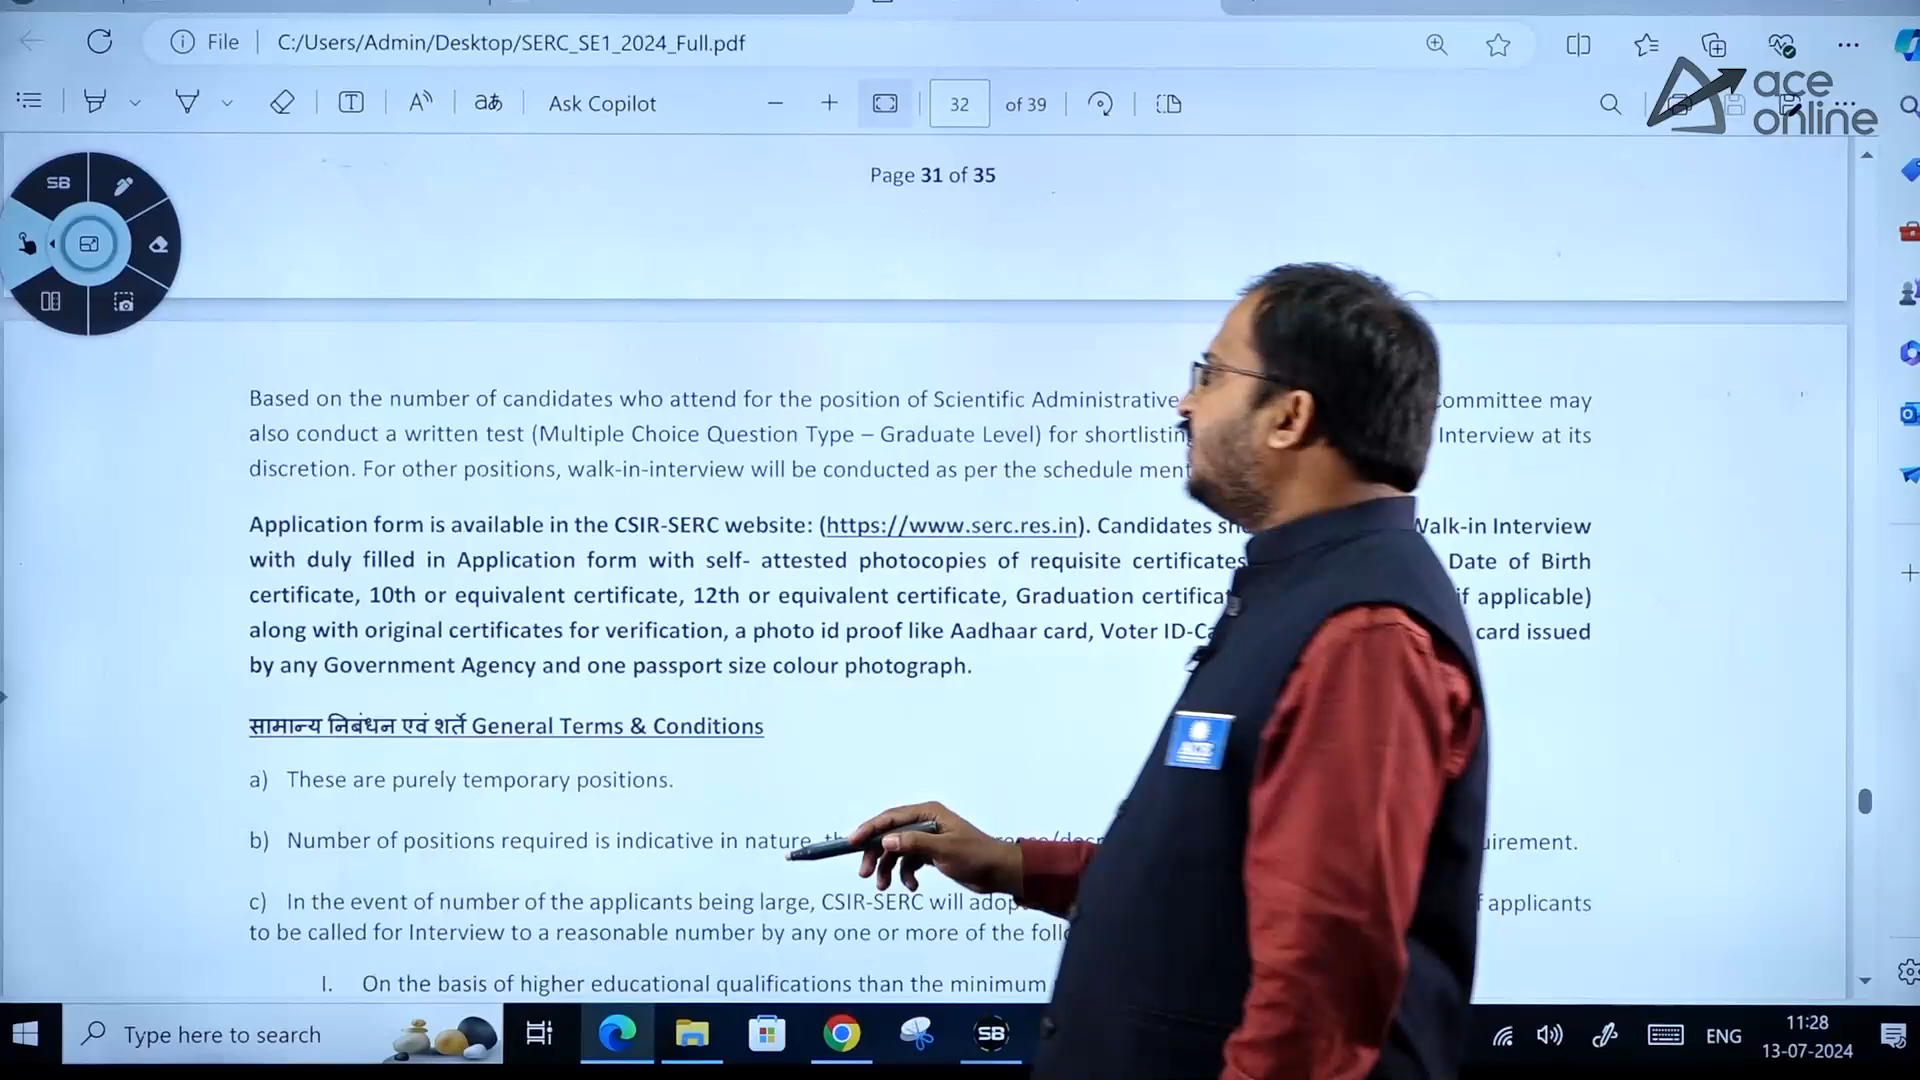 File
C:/Users/Admin/Desktop/SERC_SE1_2024_Full.pdf
Ask Copilot
32 of 39
ace online
Page 31 of 35
SB
Based on the number of candidates who attend for the position of Scientific Administrative Committee may
also conduct a written test (Multiple Choice Question Type – Graduate Level) for shortlisting Interview at its
discretion. For other positions, walk-in-interview will be conducted as per the schedule
Application form is available in the CSIR-SERC website: (https://www.serc.res.in). Candidates Walk-in Interview
with duly filled in Application form with self- attested photocopies of requisite certificates Date of Birth
certificate, 10th or equivalent certificate, 12th or equivalent certificate, Graduation if applicable)
along with original certificates for verification, a photo id proof like Aadhaar card, Voter card issued
by any Government Agency and one passport size colour photograph.
सामान्य निबंधन एवं शर्ते General Terms & Conditions
a) These are purely temporary positions.
b) Number of positions required is indicative in nature,
c) In the event of number of the applicants being large, CSIR-SERC will applicants
to be called for Interview to a reasonable number by any one or more of the
I. On the basis of higher educational qualifications than the minimum
Type here to search
SB
ENG
11:28
13-07-2024